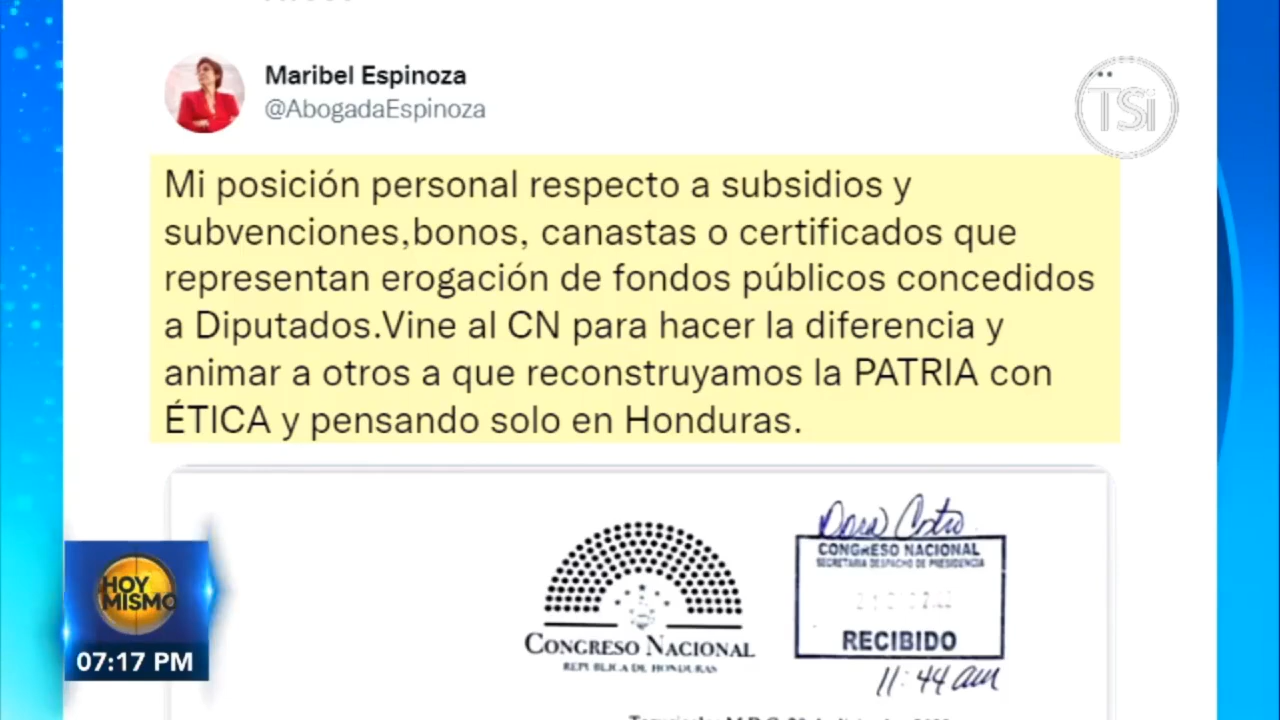 Maribel Espinoza
@AbogadaEspinoza
TSi
Mi posición personal respecto a subsidios y
subvenciones,bonos, canastas o certificados que
representan erogación de fondos públicos concedidos
a Diputados.Vine al CN para hacer la diferencia y
animar a otros a que reconstruyamos la PATRIA con
ÉTICA y pensando solo en Honduras.
CONGRESO NACIONAL
REPUBLICA DE HONDURAS
CONGRESO NACIONAL
SECRETARIA DESPACHO DE PRESIDENCIA
RECIBIDO
11:44 am
HOY
MISMO
07:17 PM